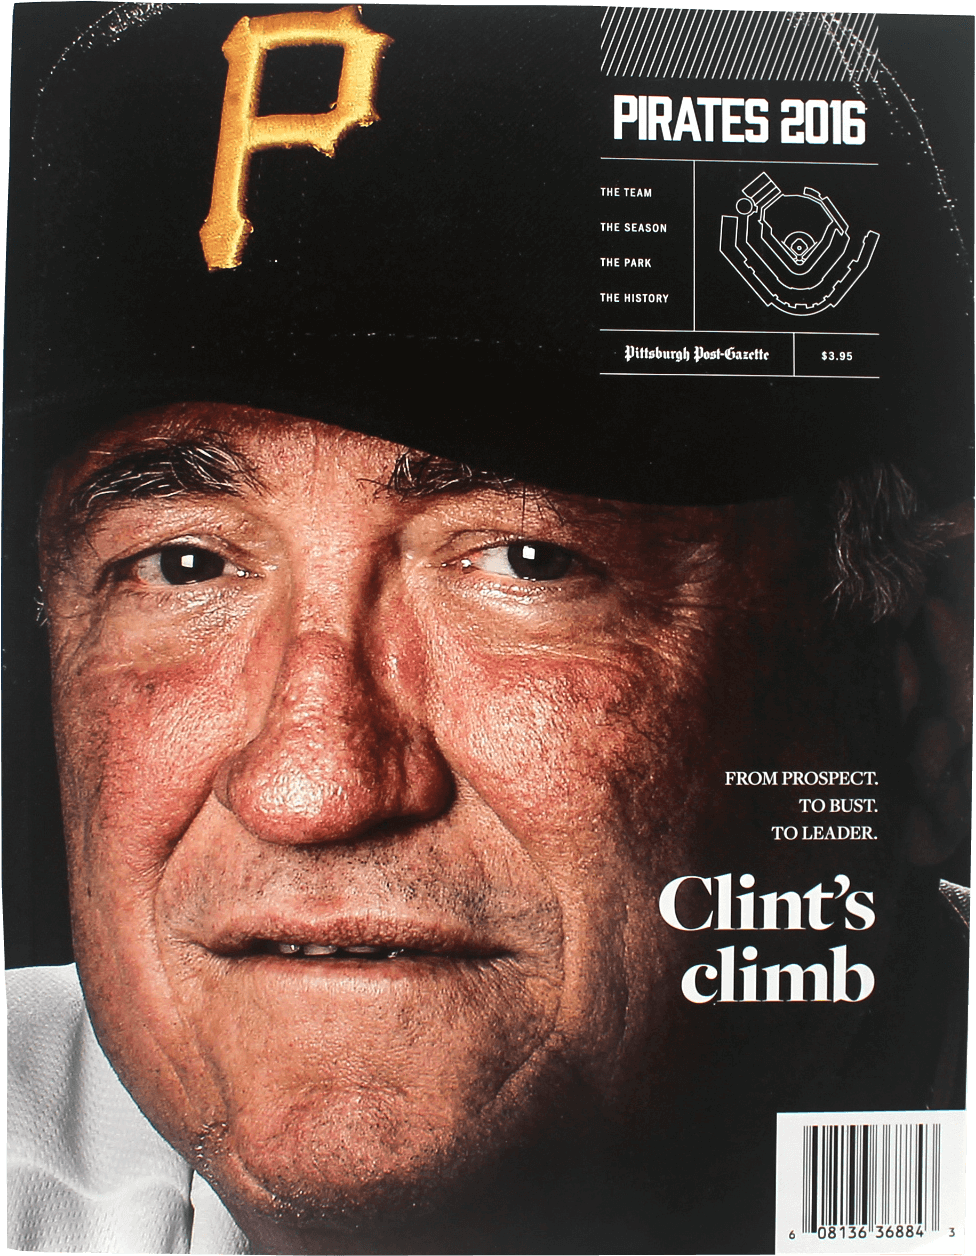 P
PIRATES 2016
THE TEAM
THE SEASON
THE PARK
THE HISTORY
Pittsburgh Post-Gazette
$3.95
FROM PROSPECT.
TO BUST.
TO LEADER.
Clint's
climb
6 08136 36884 3